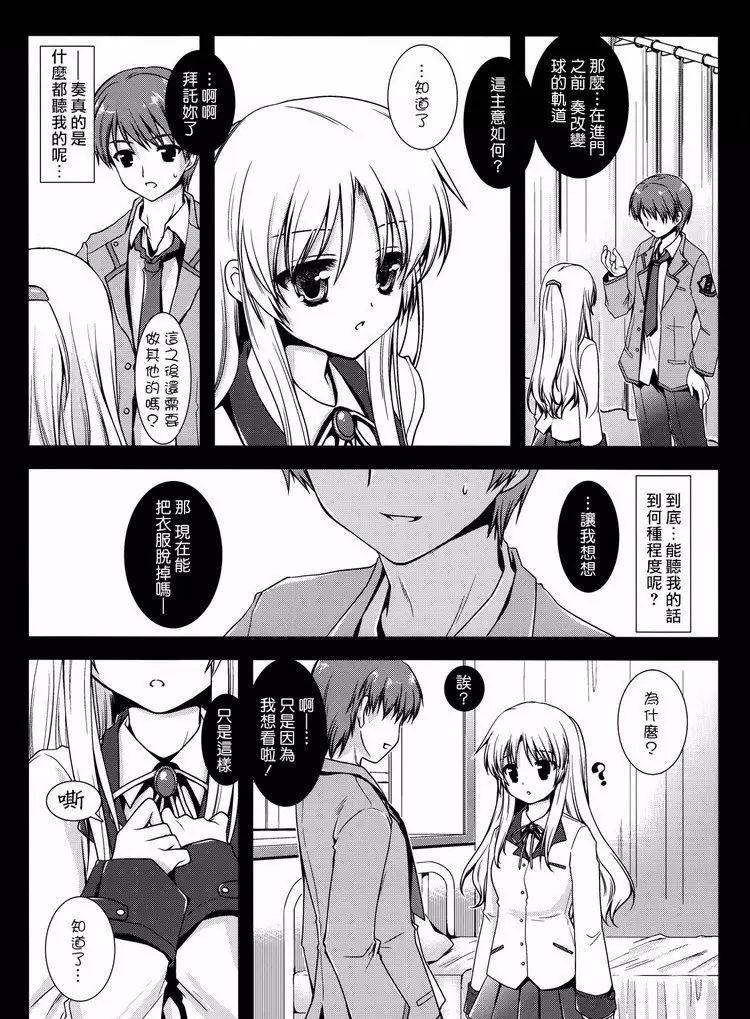 那麼⋯在進門
之前 奏改變
球的軌道
這主意如何?
⋯知道了
⋯啊啊
拜託妳了
——奏真的是
什麼都聽我的呢⋯
這之後還需要
做其他的嗎?
到底⋯能聽我的話
到何種程度呢?
⋯讓我想想
那 現在能
把衣服脫掉嗎—
為什麼?
誒?
?
啊—⋯
只是因為
我想看啦!
只是這樣
嘶
知道了⋯